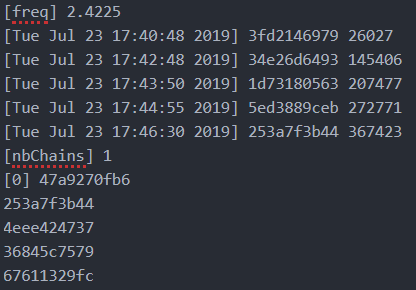 [freq] 2.4225
[Tue Jul 23 17:40:48 2019] 3fd2146979 26027
[Tue Jul 23 17:42:48 2019] 34e26d6493 145406
[Tue Jul 23 17:43:50 2019] 1d73180563 207477
[Tue Jul 23 17:44:55 2019] 5ed3889ceb 272771
[Tue Jul 23 17:46:30 2019] 253a7f3b44 367423
[nbChains] 1
[0] 47a9270fb6
253a7f3b44
4eee424737
36845c7579
67611329fc